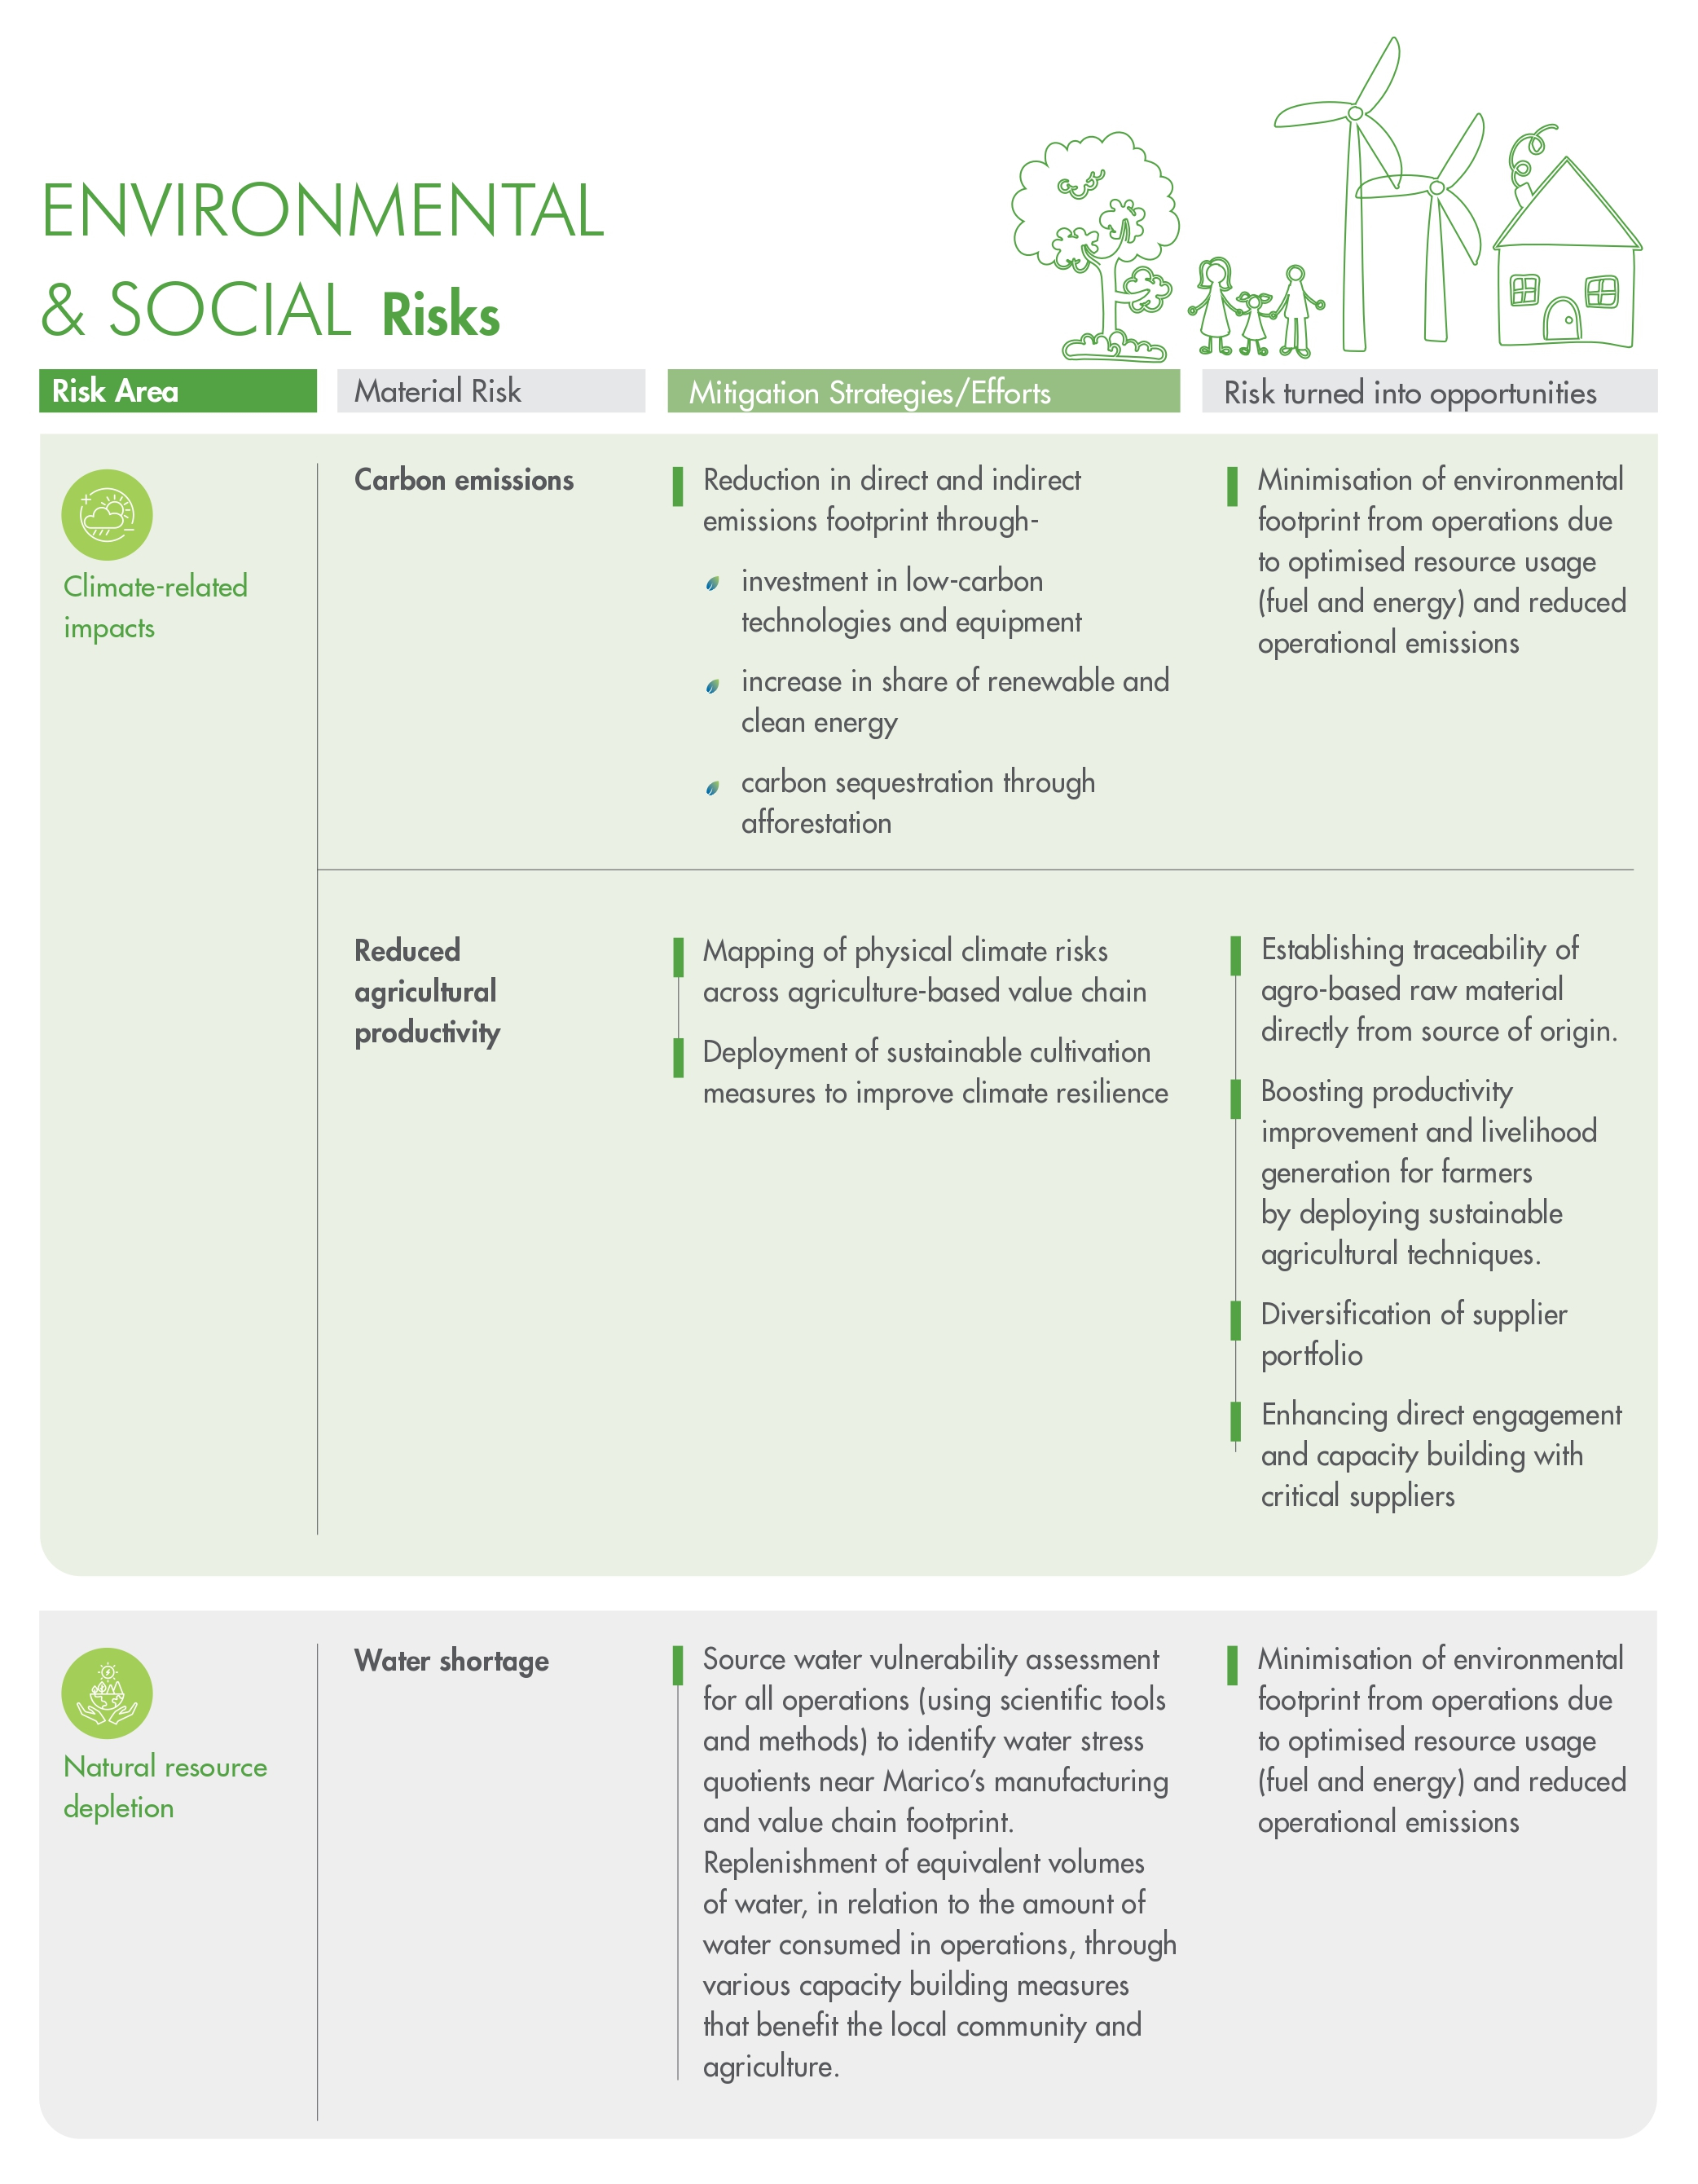 ENVIRONMENTAL
& SOCIAL Risks
Risk Area
Material Risk
Mitigation Strategies/Efforts
Risk turned into opportunities
Climate-related
impacts
Carbon emissions
Reduction in direct and indirect
emissions footprint through-
investment in low-carbon
technologies and equipment
increase in share of renewable and
clean energy
carbon sequestration through
afforestation
Minimisation of environmental
footprint from operations due
to optimised resource usage
(fuel and energy) and reduced
operational emissions
Reduced
agricultural
productivity
Mapping of physical climate risks
across agriculture-based value chain
Deployment of sustainable cultivation
measures to improve climate resilience
Establishing traceability of
agro-based raw material
directly from source of origin.
Boosting productivity
improvement and livelihood
generation for farmers
by deploying sustainable
agricultural techniques.
Diversification of supplier
portfolio
Enhancing direct engagement
and capacity building with
critical suppliers
Natural resource
depletion
Water shortage
Source water vulnerability assessment
for all operations (using scientific tools
and methods) to identify water stress
quotients near Marico’s manufacturing
and value chain footprint.
Replenishment of equivalent volumes
of water, in relation to the amount of
water consumed in operations, through
various capacity building measures
that benefit the local community and
agriculture.
Minimisation of environmental
footprint from operations due
to optimised resource usage
(fuel and energy) and reduced
operational emissions